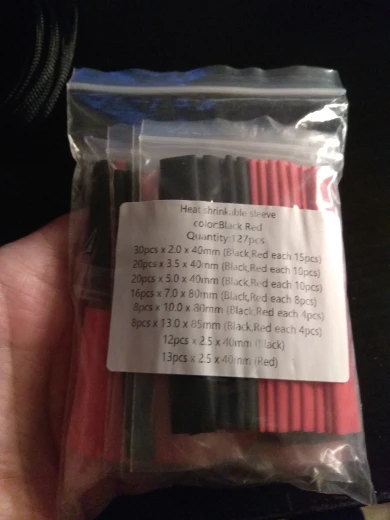 Heat shrinkable sleeve
color:Black Red
Quantity:127pcs
30pcs x 2.0 x 40mm (Black,Red each 15pcs)
20pcs x 3.5 x 40mm (Black,Red each 10pcs)
20pcs x 5.0 x 40mm (Black,Red each 10pcs)
16pcs x 7.0 x 80mm (Black,Red each 8pcs)
8pcs x 10.0 x 80mm (Black,Red each 4pcs)
8pcs x 13.0 x 85mm (Black,Red each 4pcs)
12pcs x 2.5 x 40mm (Black)
13pcs x 2.5 x 40mm (Red)